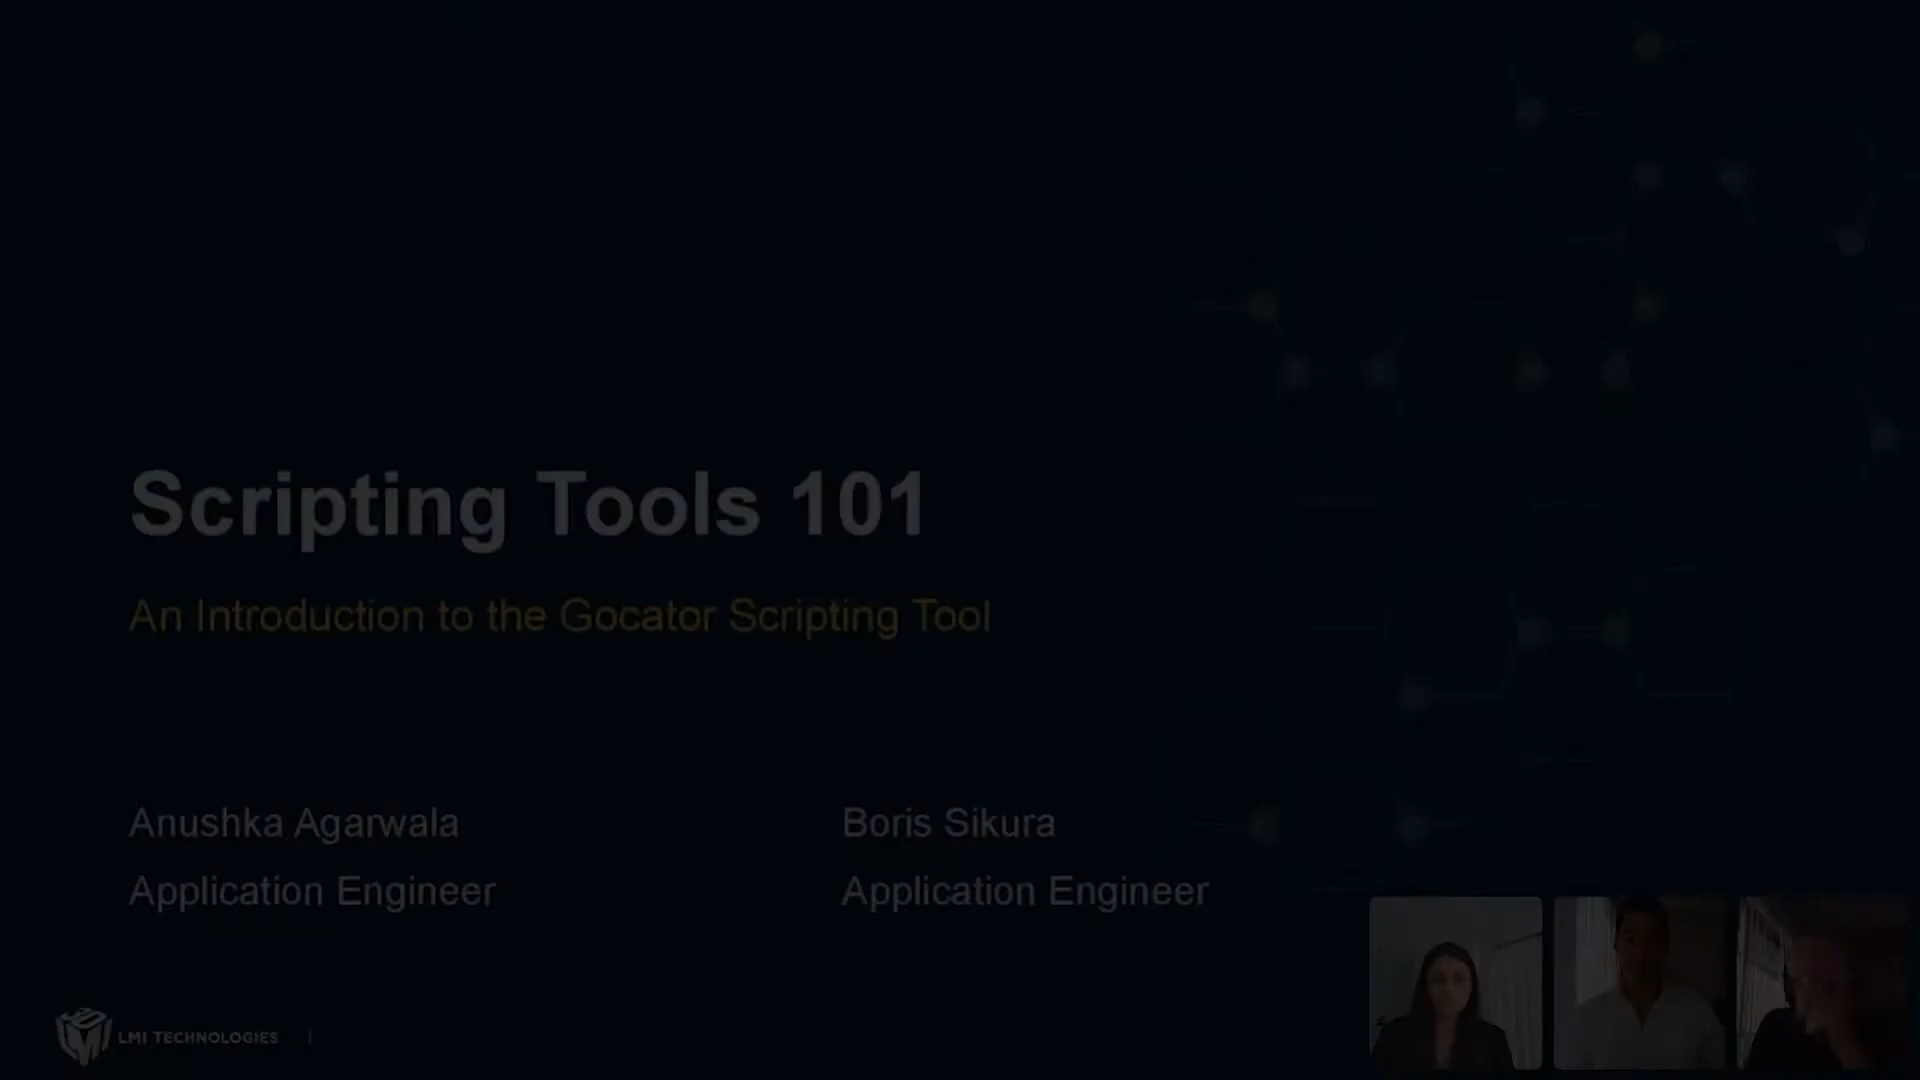 Scripting Tools 101
An Introduction to the Gocator Scripting Tool
Anushka Agarwala
Application Engineer
Boris Sikura
Application Engineer
LMI TECHNOLOGIES